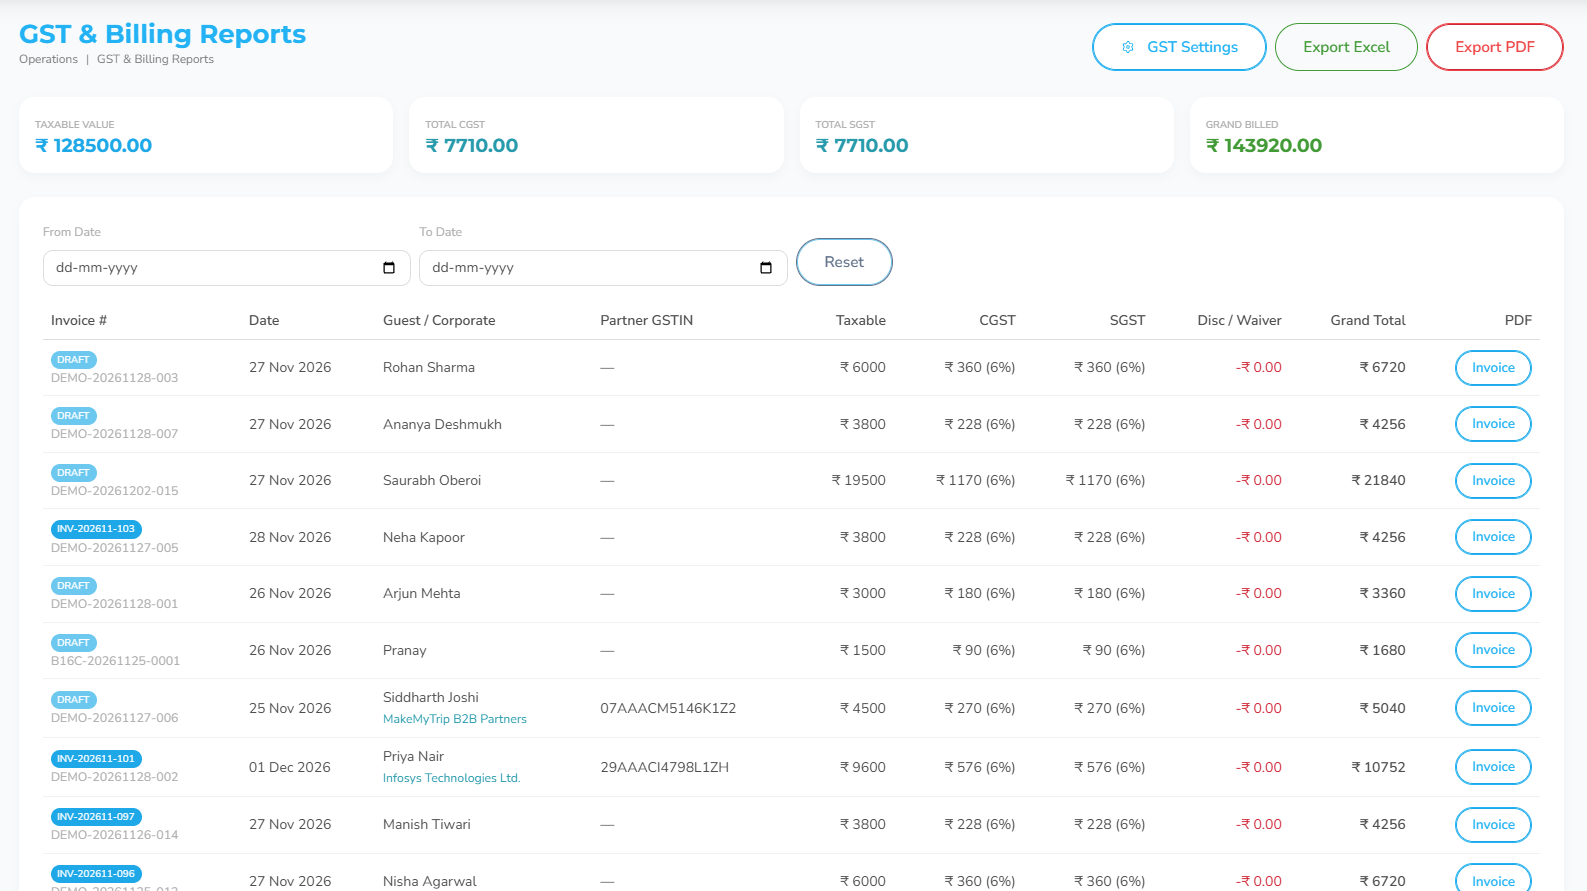 GST & Billing Reports
Operations | GST & Billing Reports
GST Settings
Export Excel
Export PDF
TAXABLE VALUE
₹ 128500.00
TOTAL CGST
₹ 7710.00
TOTAL SGST
₹ 7710.00
GRAND BILLED
₹ 143920.00
From Date
To Date
dd-mm-yyyy
dd-mm-yyyy
Reset
Invoice # Date Guest / Corporate Partner GSTIN Taxable CGST SGST Disc / Waiver Grand Total PDF
DRAFT
DEMO-20261128-003 27 Nov 2026 Rohan Sharma — ₹ 6000 ₹ 360 (6%) ₹ 360 (6%) -₹ 0.00 ₹ 6720 Invoice
DRAFT
DEMO-20261128-007 27 Nov 2026 Ananya Deshmukh — ₹ 3800 ₹ 228 (6%) ₹ 228 (6%) -₹ 0.00 ₹ 4256 Invoice
DRAFT
DEMO-20261202-015 27 Nov 2026 Saurabh Oberoi — ₹ 19500 ₹ 1170 (6%) ₹ 1170 (6%) -₹ 0.00 ₹ 21840 Invoice
INV-202611-103
DEMO-20261127-005 28 Nov 2026 Neha Kapoor — ₹ 3800 ₹ 228 (6%) ₹ 228 (6%) -₹ 0.00 ₹ 4256 Invoice
DRAFT
DEMO-20261128-001 26 Nov 2026 Arjun Mehta — ₹ 3000 ₹ 180 (6%) ₹ 180 (6%) -₹ 0.00 ₹ 3360 Invoice
DRAFT
B16C-20261125-0001 26 Nov 2026 Pranay — ₹ 1500 ₹ 90 (6%) ₹ 90 (6%) -₹ 0.00 ₹ 1680 Invoice
DRAFT
DEMO-20261127-006 25 Nov 2026 Siddharth Joshi
MakeMyTrip B2B Partners 07AAACM5146K1Z2 ₹ 4500 ₹ 270 (6%) ₹ 270 (6%) -₹ 0.00 ₹ 5040 Invoice
INV-202611-101
DEMO-20261128-002 01 Dec 2026 Priya Nair
Infosys Technologies Ltd. 29AAACI4798L1ZH ₹ 9600 ₹ 576 (6%) ₹ 576 (6%) -₹ 0.00 ₹ 10752 Invoice
INV-202611-097
DEMO-20261126-014 27 Nov 2026 Manish Tiwari — ₹ 3800 ₹ 228 (6%) ₹ 228 (6%) -₹ 0.00 ₹ 4256 Invoice
INV-202611-096
27 Nov 2026 Nisha Agarwal — ₹ 6000 ₹ 360 (6%) ₹ 360 (6%) -₹ 0.00 ₹ 6720 Invoice